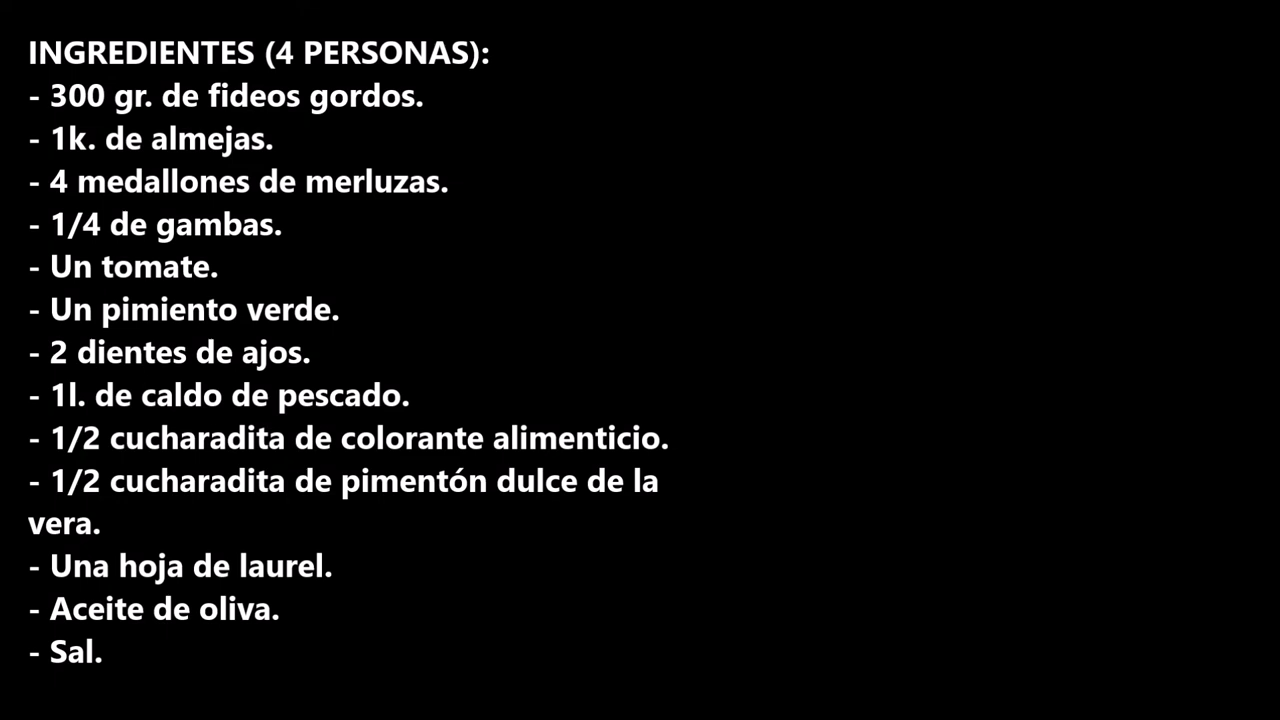 INGREDIENTES (4 PERSONAS):
- 300 gr. de fideos gordos.
- 1k. de almejas.
- 4 medallones de merluzas.
- 1/4 de gambas.
- Un tomate.
- Un pimiento verde.
- 2 dientes de ajos.
- 1l. de caldo de pescado.
- 1/2 cucharadita de colorante alimenticio.
- 1/2 cucharadita de pimentón dulce de la
vera.
- Una hoja de laurel.
- Aceite de oliva.
- Sal.